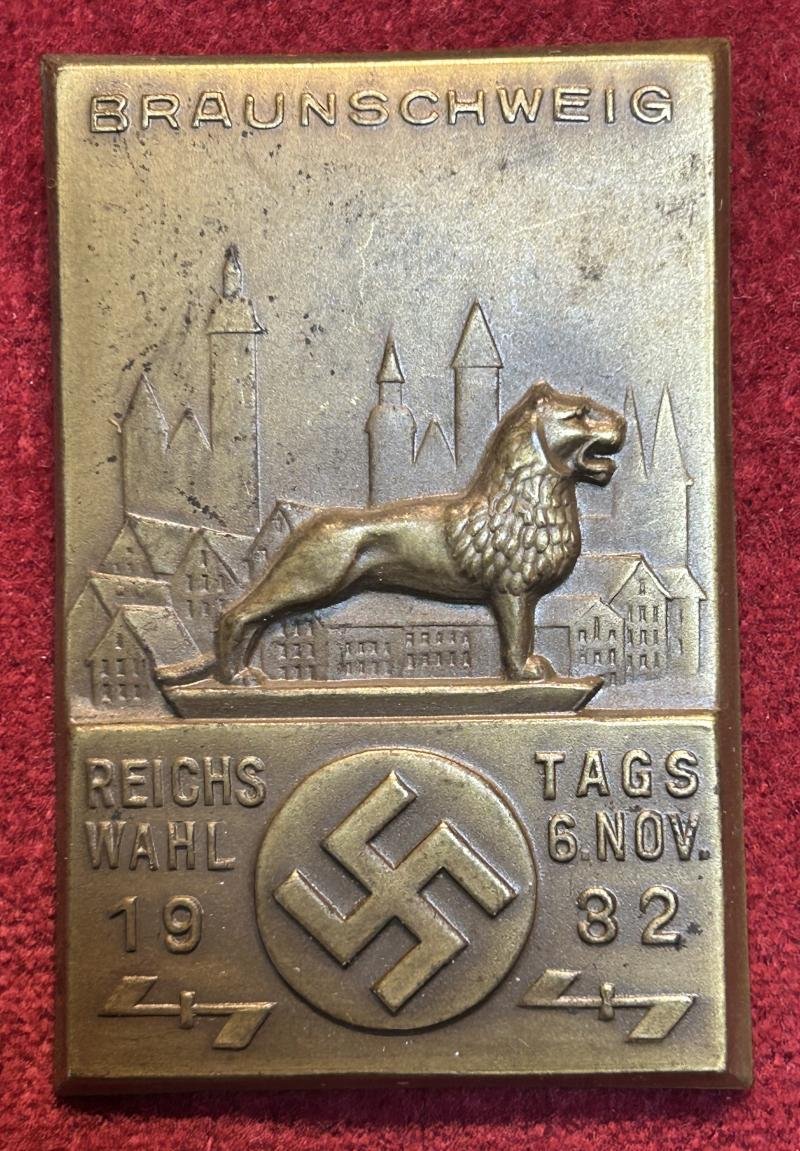 BRAUNSCHWEIG
REICHS TAGS
WAHL 6.NOV.
19 32